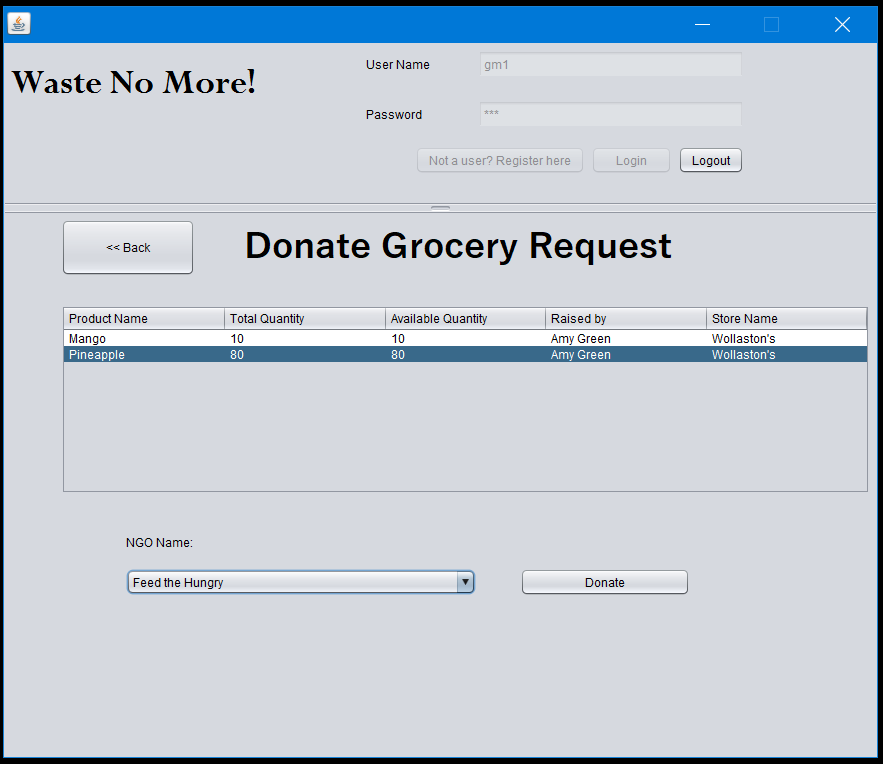 Waste No More!
User Name gm1
Password ***
Not a user? Register here Login Logout
<< Back
Donate Grocery Request
Product Name Total Quantity Available Quantity Raised by Store Name
Mango 10 10 Amy Green Wollaston's
Pineapple 80 80 Amy Green Wollaston's
NGO Name:
Feed the Hungry Donate